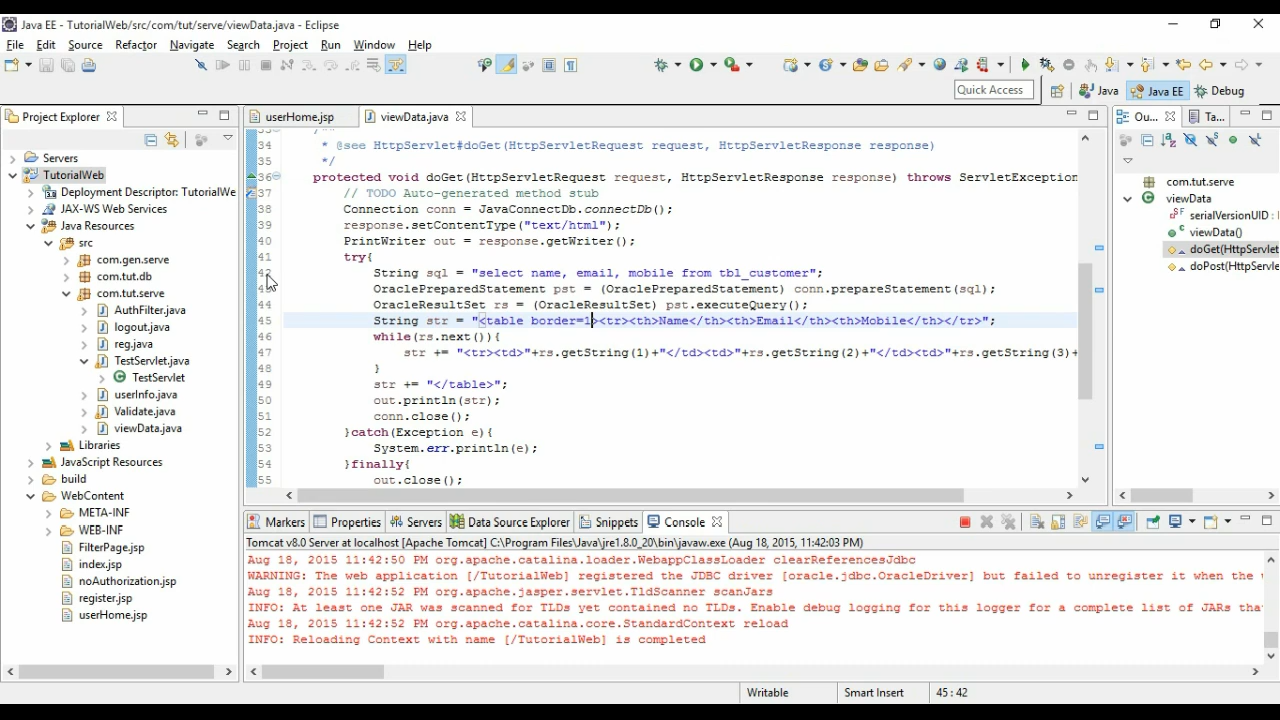 Java EE - TutorialWeb/src/com/tut/serve/viewData.java - Eclipse
File Edit Source Refactor Navigate Search Project Run Window Help
Quick Access Java Java EE Debug
Project Explorer
Servers
TutorialWeb
Deployment Descriptor: TutorialWe
JAX-WS Web Services
Java Resources
src
com.gen.serve
com.tut.db
com.tut.serve
AuthFilter.java
logout.java
reg.java
TestServlet.java
TestServlet
userInfo.java
Validate.java
viewData.java
Libraries
JavaScript Resources
build
WebContent
META-INF
WEB-INF
FilterPage.jsp
index.jsp
noAuthorization.jsp
register.jsp
userHome.jsp
userHome.jsp viewData.java
34 * @see HttpServlet#doGet(HttpServletRequest request, HttpServletResponse response)
35 */
36 protected void doGet(HttpServletRequest request, HttpServletResponse response) throws ServletException
37 // TODO Auto-generated method stub
38 Connection conn = JavaConnectDb.connectDb();
39 response.setContentType("text/html");
40 PrintWriter out = response.getWriter();
41 try{
42 String sql = "select name, email, mobile from tbl_customer";
43 OraclePreparedStatement pst = (OraclePreparedStatement) conn.prepareStatement(sql);
44 OracleResultSet rs = (OracleResultSet) pst.executeQuery();
45 String str = "<table border=1><tr><th>Name</th><th>Email</th><th>Mobile</th></tr>";
46 while(rs.next()){
47 str += "<tr><td>"+rs.getString(1)+"</td><td>"+rs.getString(2)+"</td><td>"+rs.getString(3)+
48 }
49 str += "</table>";
50 out.println(str);
51 conn.close();
52 }catch(Exception e){
53 System.err.println(e);
54 }finally{
55 out.close();
Ou... Ta...
com.tut.serve
viewData
serialVersionUID :
viewData()
doGet(HttpServlet
doPost(HttpServle
Markers Properties Servers Data Source Explorer Snippets Console
Tomcat v8.0 Server at localhost [Apache Tomcat] C:\Program Files\Java\jre1.8.0_20\bin\javaw.exe (Aug 18, 2015, 11:42:03 PM)
Aug 18, 2015 11:42:50 PM org.apache.catalina.loader.WebappClassLoader clearReferencesJdbc
WARNING: The web application [/TutorialWeb] registered the JDBC driver [oracle.jdbc.OracleDriver] but failed to unregister it when the
Aug 18, 2015 11:42:52 PM org.apache.jasper.servlet.TldScanner scanJars
INFO: At least one JAR was scanned for TLDs yet contained no TLDs. Enable debug logging for this logger for a complete list of JARs tha
Aug 18, 2015 11:42:52 PM org.apache.catalina.core.StandardContext reload
INFO: Reloading Context with name [/TutorialWeb] is completed
Writable Smart Insert 45 : 42